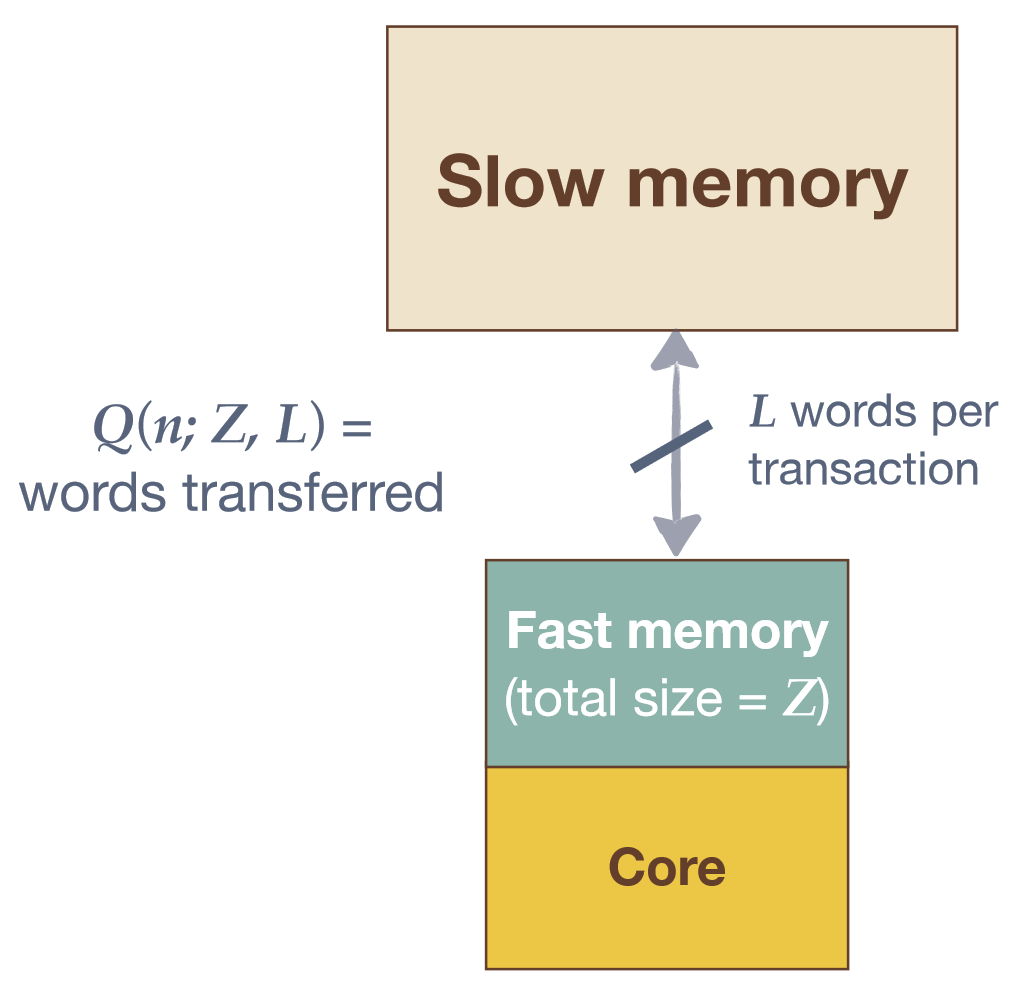 Slow memory
Q(n; Z, L) =
words transferred
L words per
transaction
Fast memory
(total size = Z)
Core